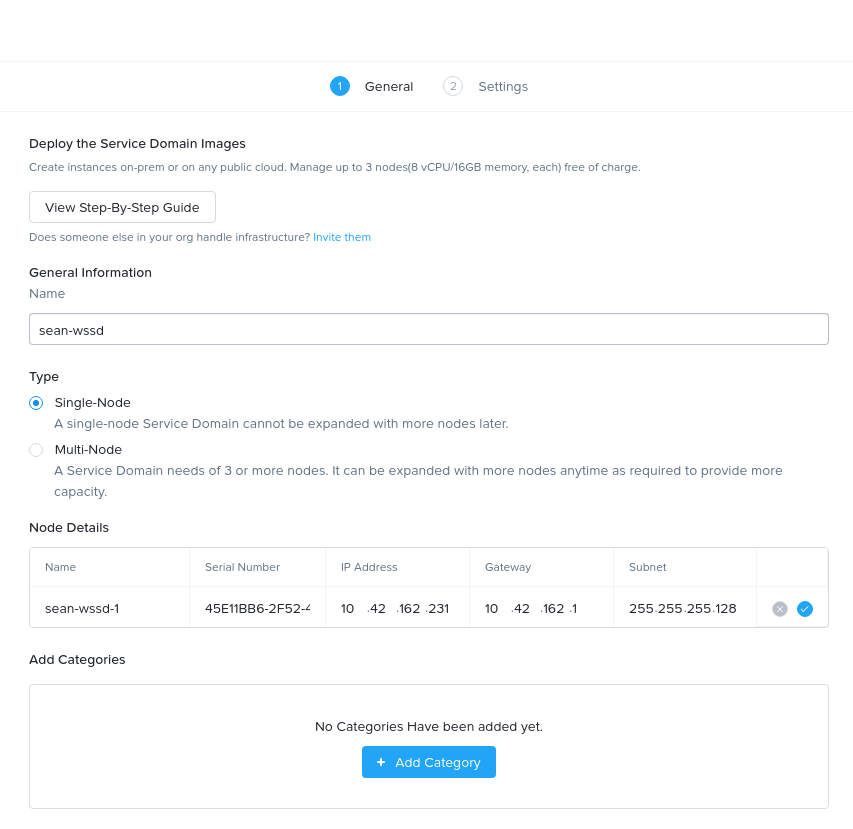 1 General 2 Settings
Deploy the Service Domain Images
Create instances on-prem or on any public cloud. Manage up to 3 nodes(8 vCPU/16GB memory, each) free of charge.
View Step-By-Step Guide
Does someone else in your org handle infrastructure? Invite them
General Information
Name
sean-wssd
Type
Single-Node
A single-node Service Domain cannot be expanded with more nodes later.
Multi-Node
A Service Domain needs of 3 or more nodes. It can be expanded with more nodes anytime as required to provide more
capacity.
Node Details
Name Serial Number IP Address Gateway Subnet
sean-wssd-1 45E11BB6-2F52- 10 .42 .162 .231 10 .42 .162 .1 255.255.255.128
Add Categories
No Categories Have been added yet.
+ Add Category